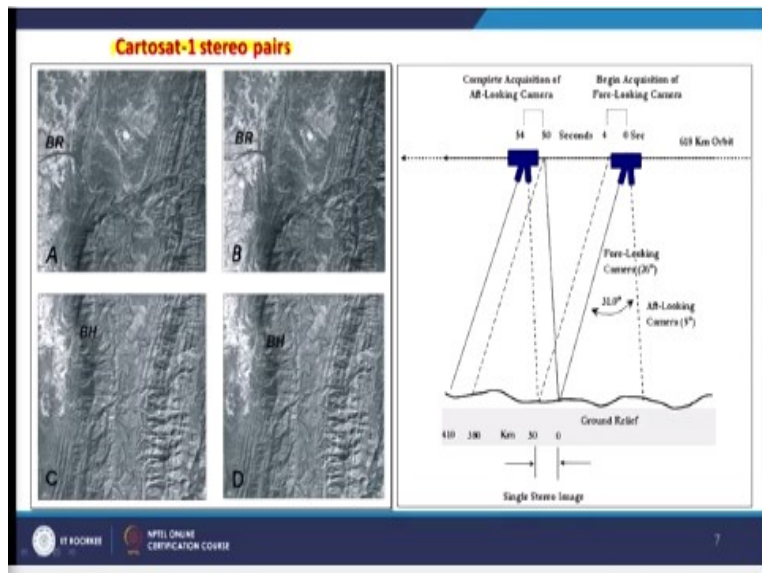 Cartosat-1 stereo pairs
BR
A
BR
B
BH
C
BH
D
Complete Acquisition of
Aft-Looking Camera
Begin Acquisition of
Fore-Looking Camera
54 50 Seconds 4 0 Sec
618 Km Orbit
Fore-Looking
Camera (26°)
31.0°
Aft-Looking
Camera (5°)
Ground Relief
410 380 Km 30 0
Single Stereo Image
IIT ROORKEE
NPTEL ONLINE
CERTIFICATION COURSE
7